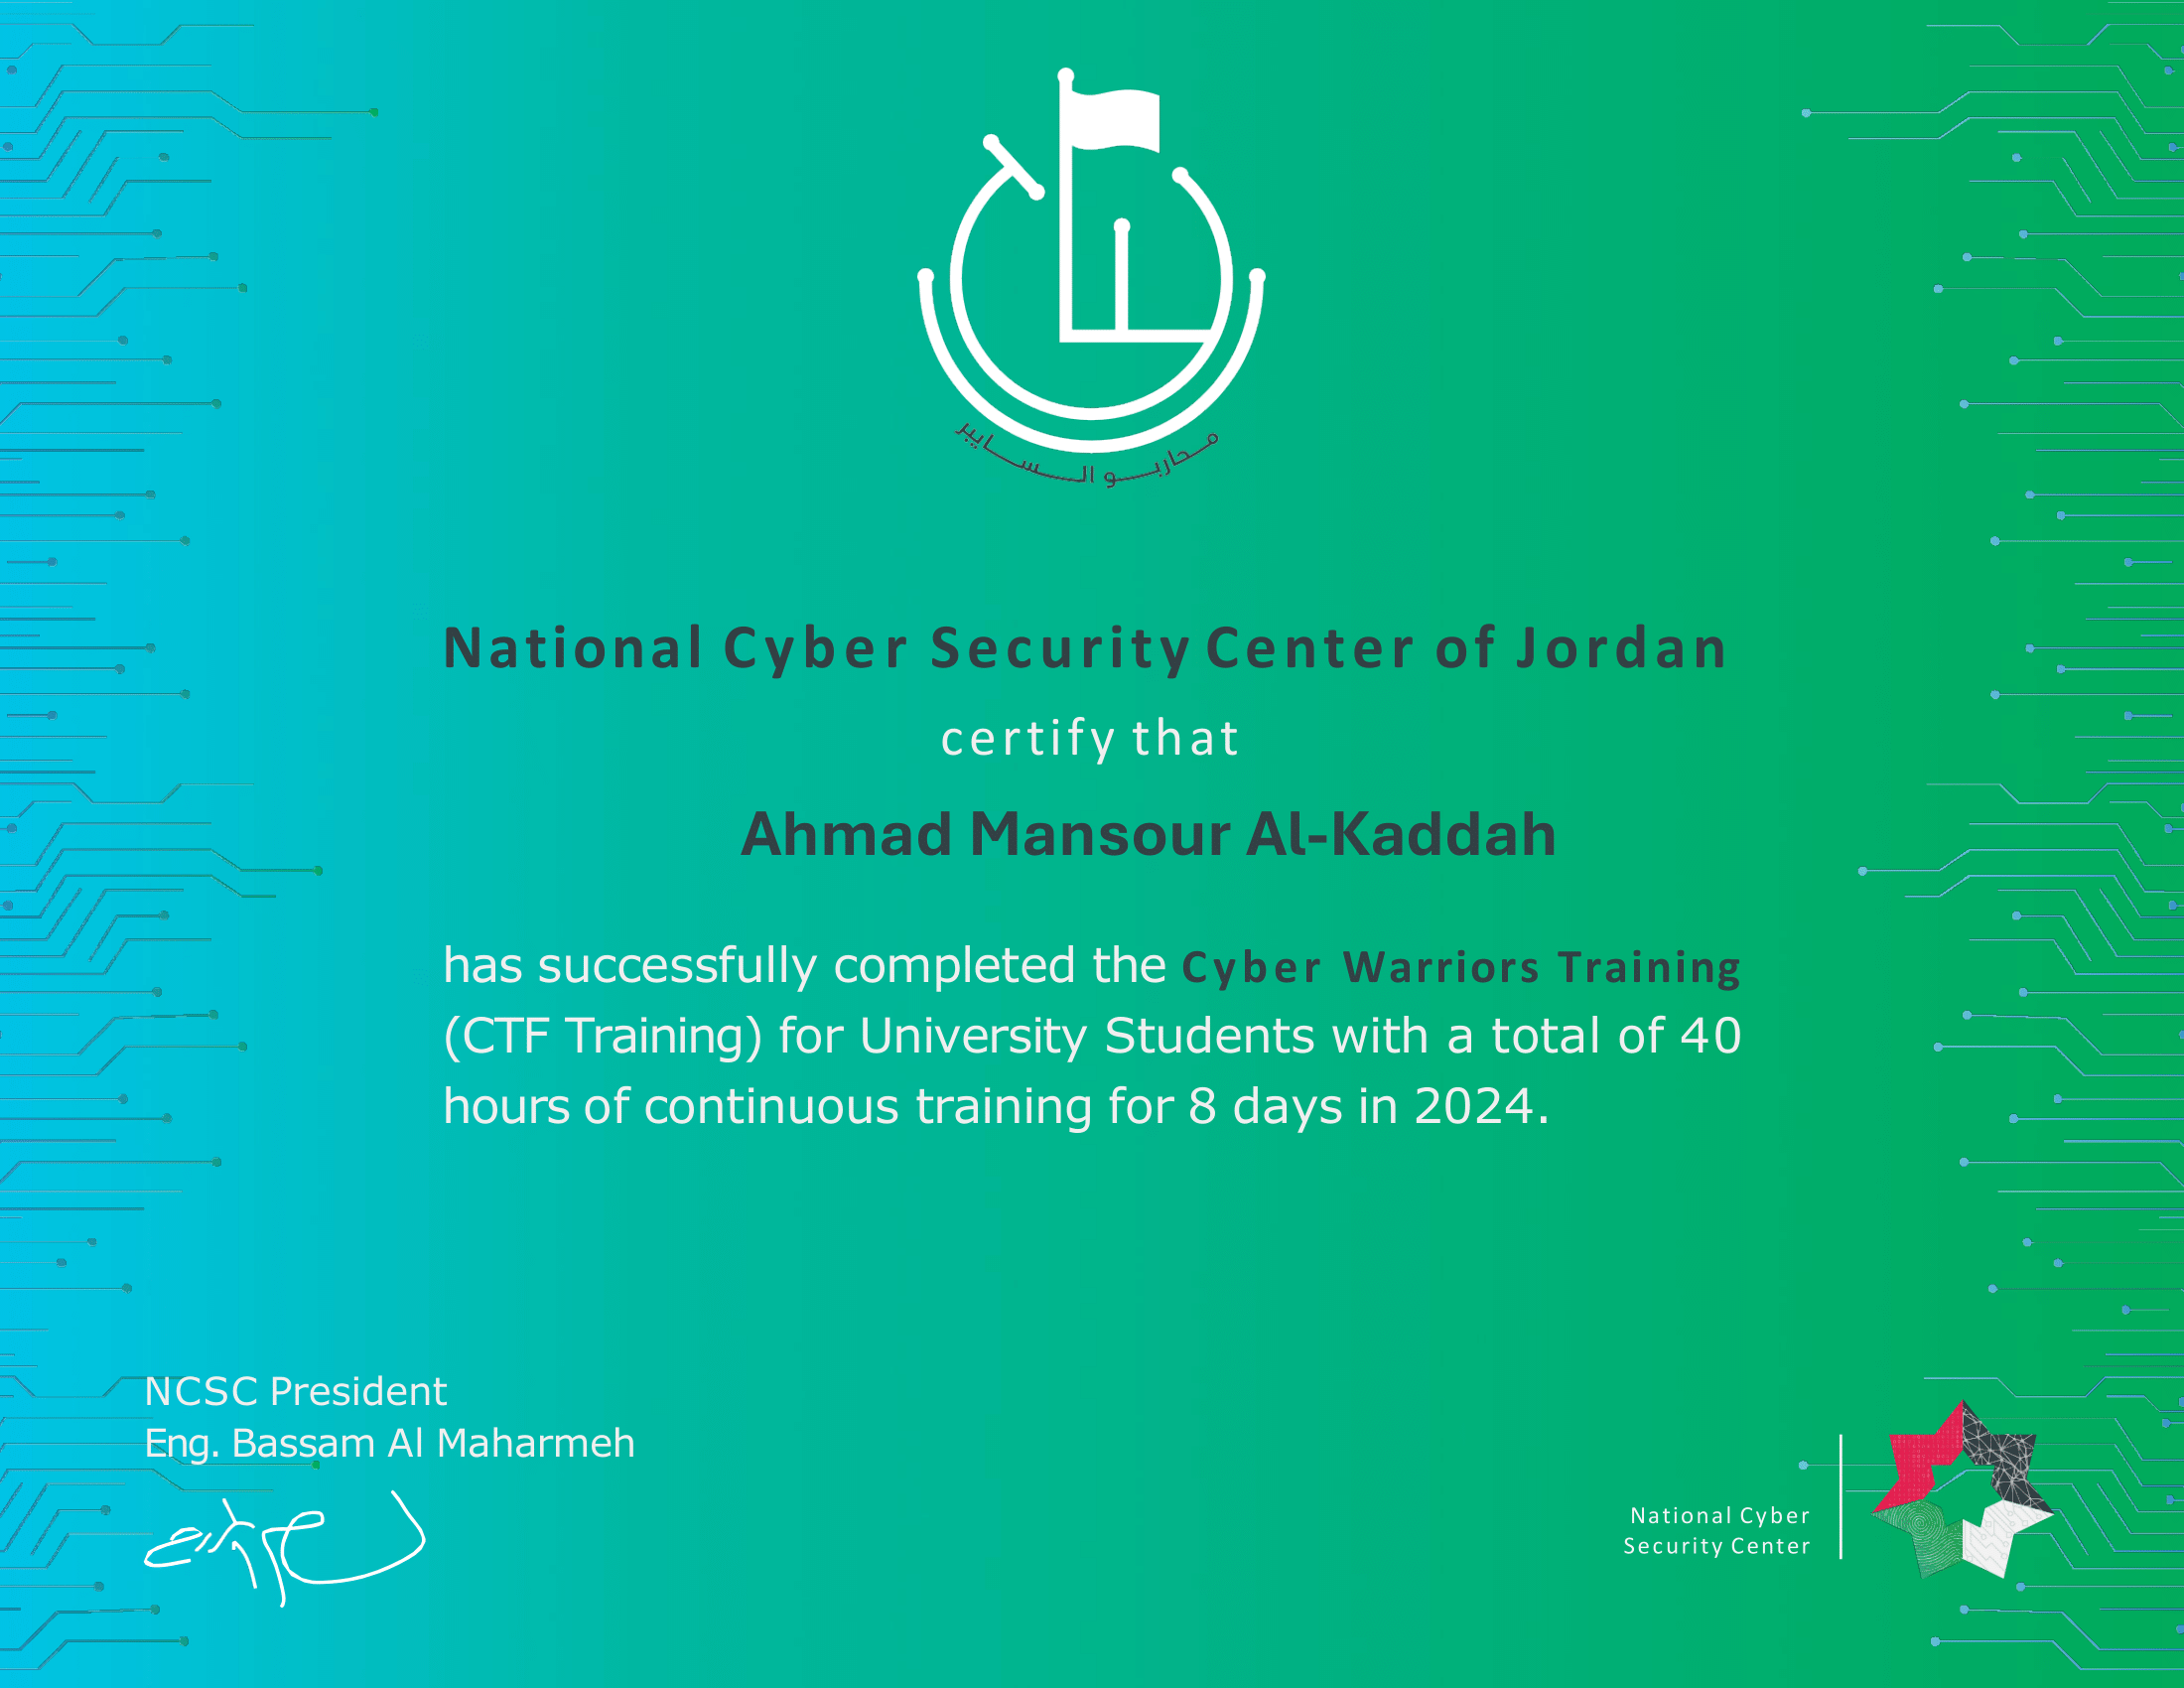 محاربو السايبر
National Cyber Security Center of Jordan
certify that
Ahmad Mansour Al-Kaddah
has successfully completed the Cyber Warriors Training
(CTF Training) for University Students with a total of 40
hours of continuous training for 8 days in 2024.
NCSC President
Eng. Bassam Al Maharmeh
National Cyber
Security Center